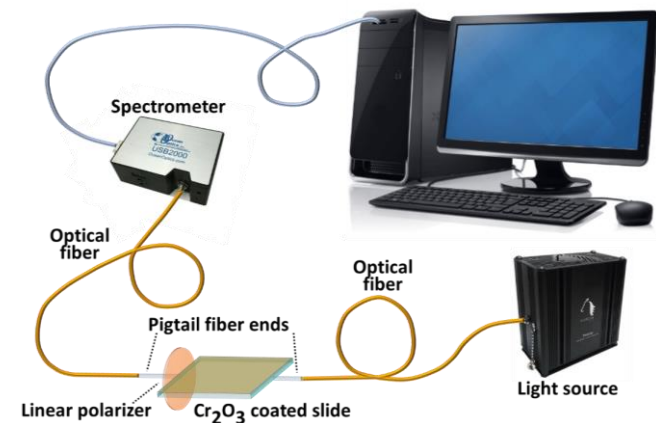 Spectrometer
USB2000
Optical
fiber
Optical
fiber
Pigtail fiber ends
Linear polarizer
Cr₂O₃ coated slide
Light source